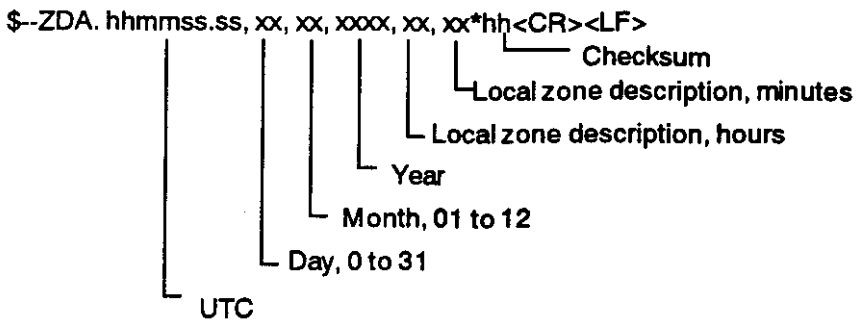 $--ZDA. hhmmss.ss, xx, xx, xxxx, xx, xx*hh<CR><LF>
Checksum
Local zone description, minutes
Local zone description, hours
Year
Month, 01 to 12
Day, 0 to 31
UTC